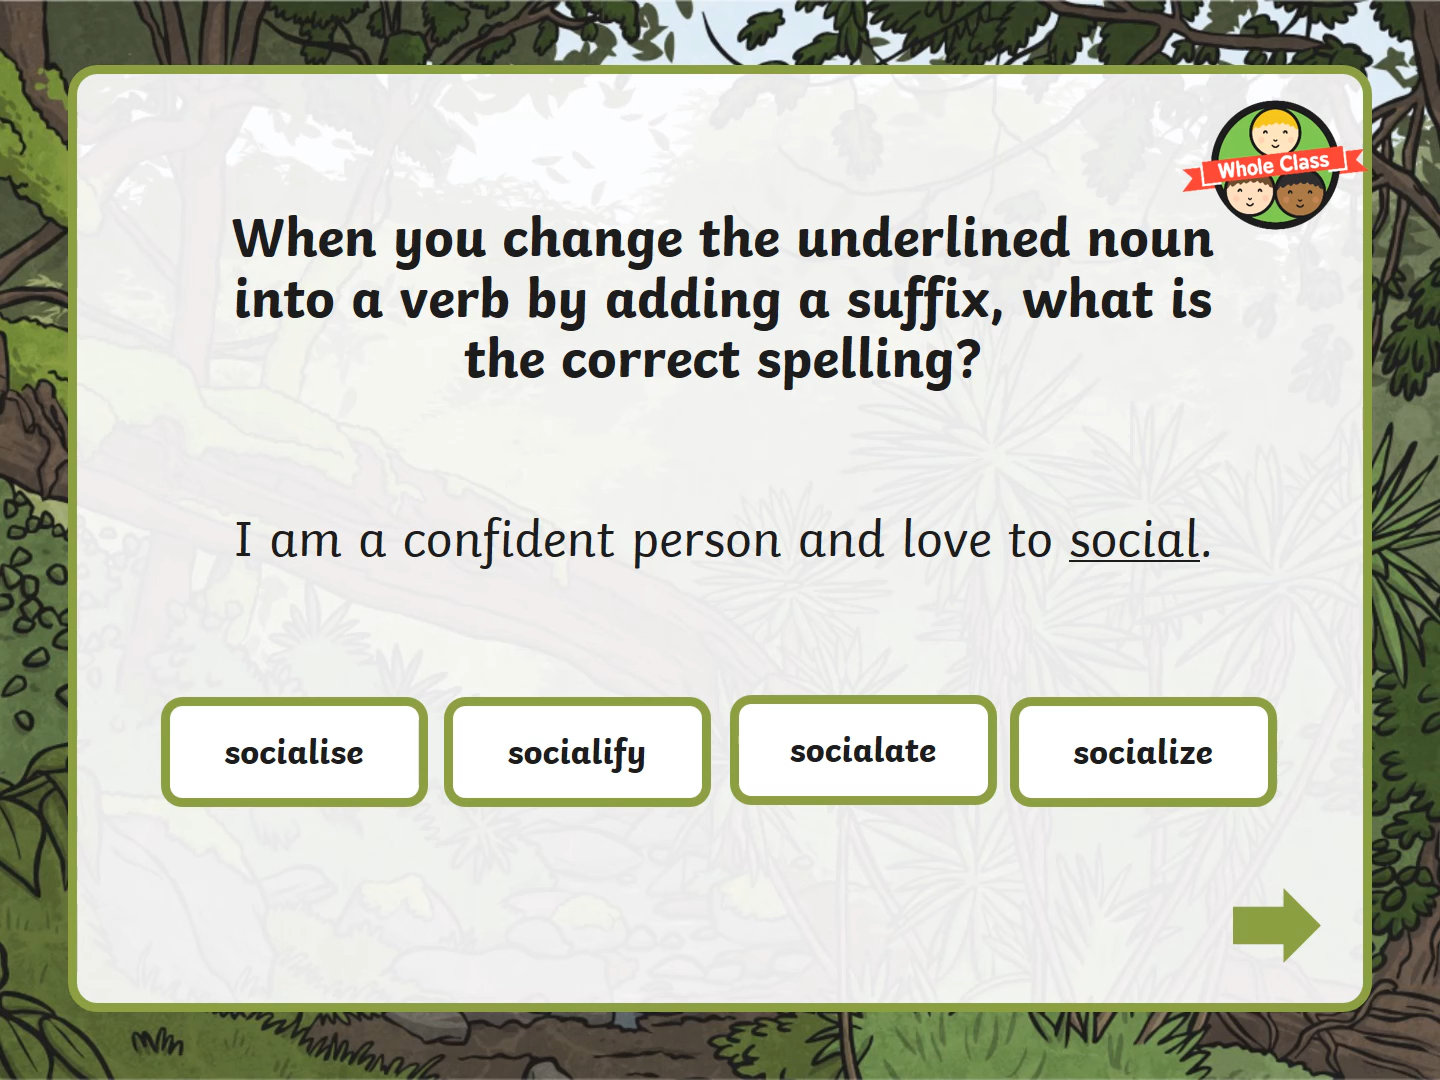 Whole Class
When you change the underlined noun
into a verb by adding a suffix, what is
the correct spelling?
I am a confident person and love to social.
socialise
socialify
socialate
socialize